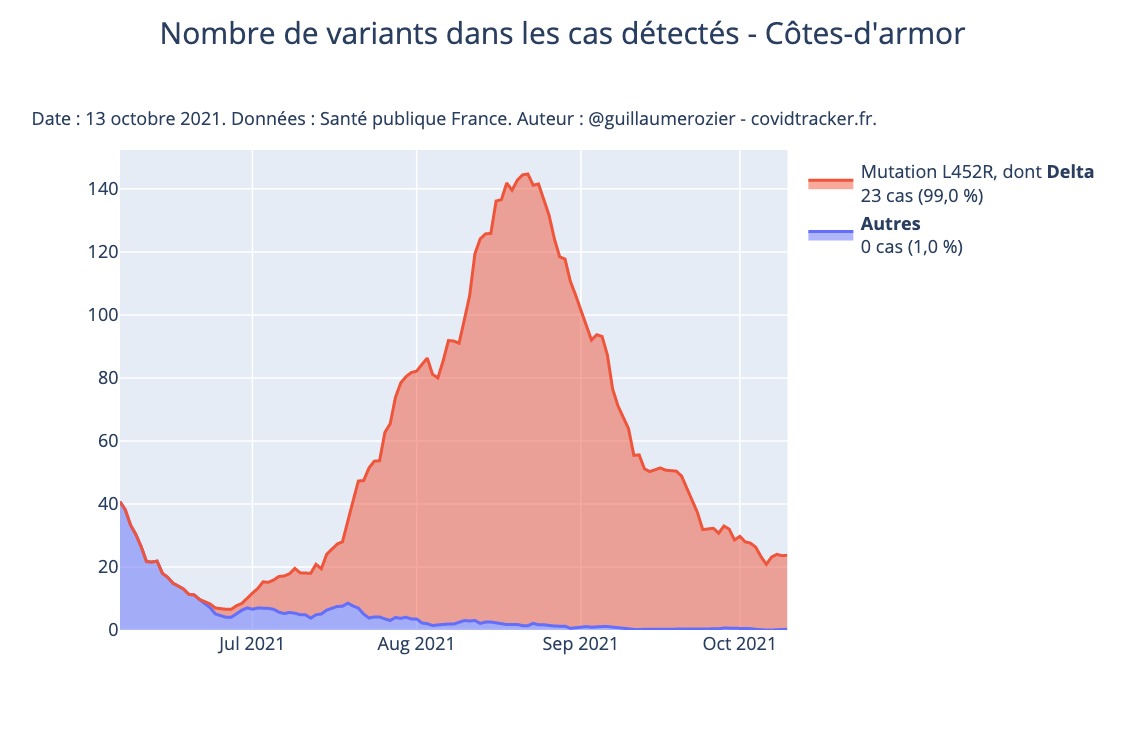 Nombre de variants dans les cas détectés - Côtes-d'armor
Date : 13 octobre 2021. Données : Santé publique France. Auteur : @guillaumerozier - covidtracker.fr.
Mutation L452R, dont Delta
23 cas (99,0 %)
Autres
0 cas (1,0 %)
140
120
100
80
60
40
20
0
Jul 2021
Aug 2021
Sep 2021
Oct 2021